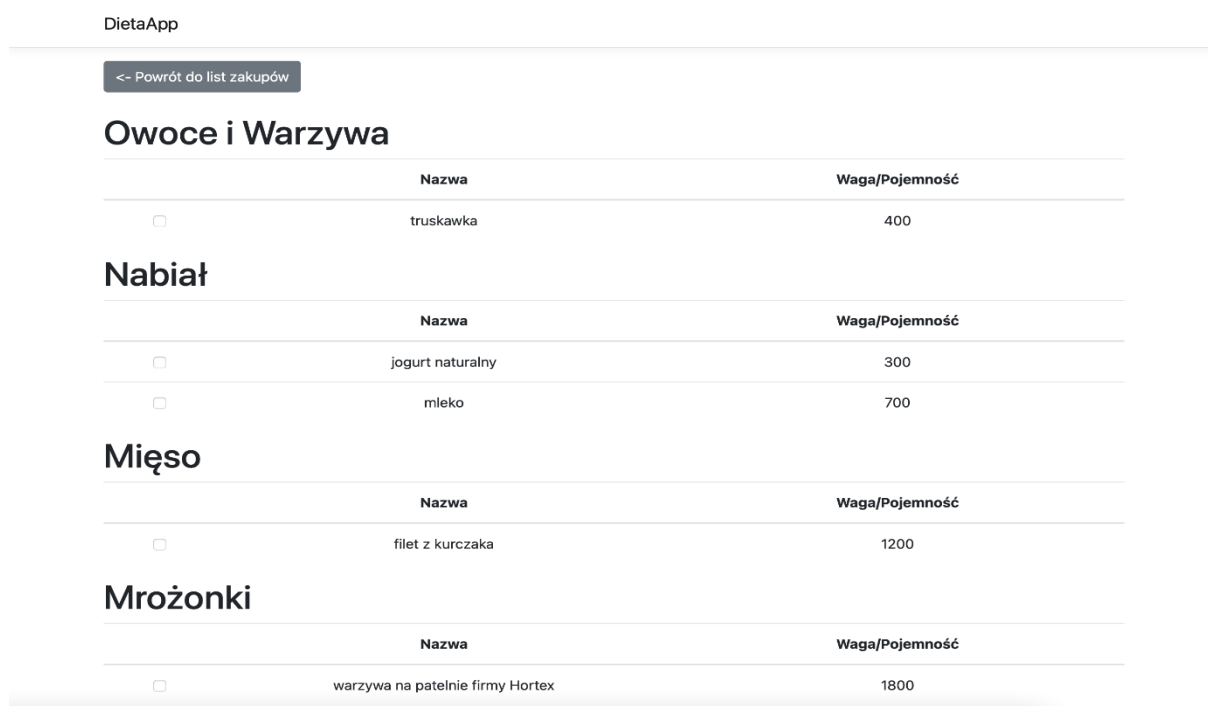 DietaApp
<- Powrót do list zakupów
Owoce i Warzywa
Nazwa Waga/Pojemność
truskawka 400
Nabiał
Nazwa Waga/Pojemność
jogurt naturalny 300
mleko 700
Mięso
Nazwa Waga/Pojemność
filet z kurczaka 1200
Mrożonki
Nazwa Waga/Pojemność
warzywa na patelnie firmy Hortex 1800